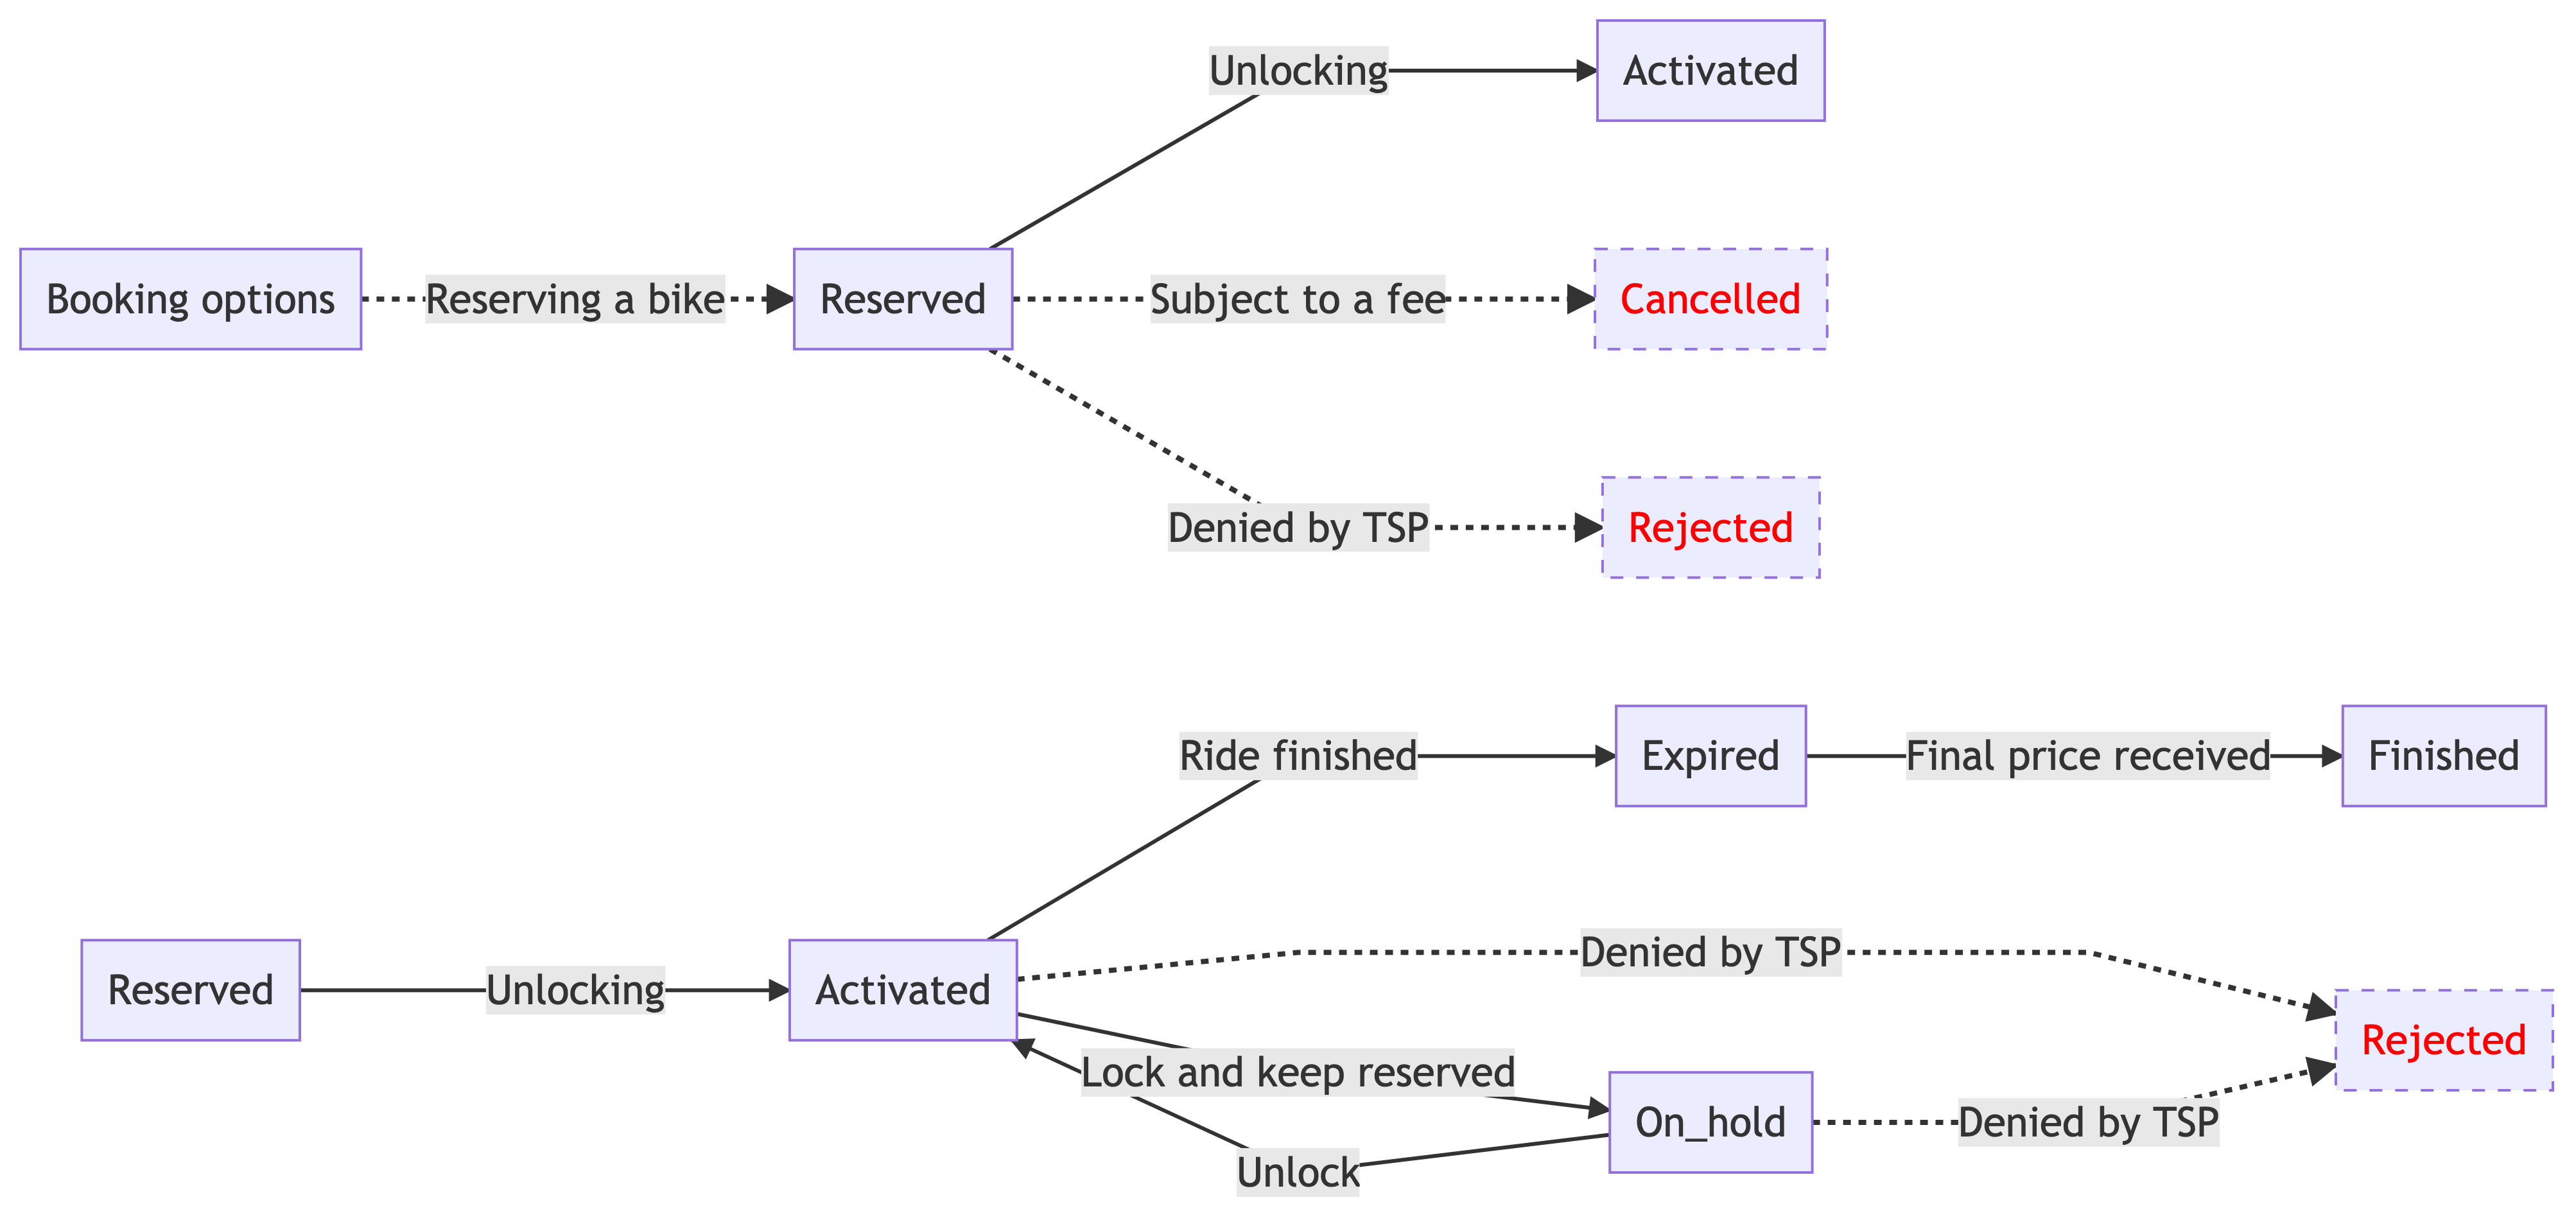 Unlocking
Activated
Booking options
Reserving a bike
Reserved
Subject to a fee
Cancelled
Denied by TSP
Rejected
Ride finished
Expired
Final price received
Finished
Reserved
Unlocking
Activated
Denied by TSP
Rejected
Lock and keep reserved
On_hold
Denied by TSP
Unlock